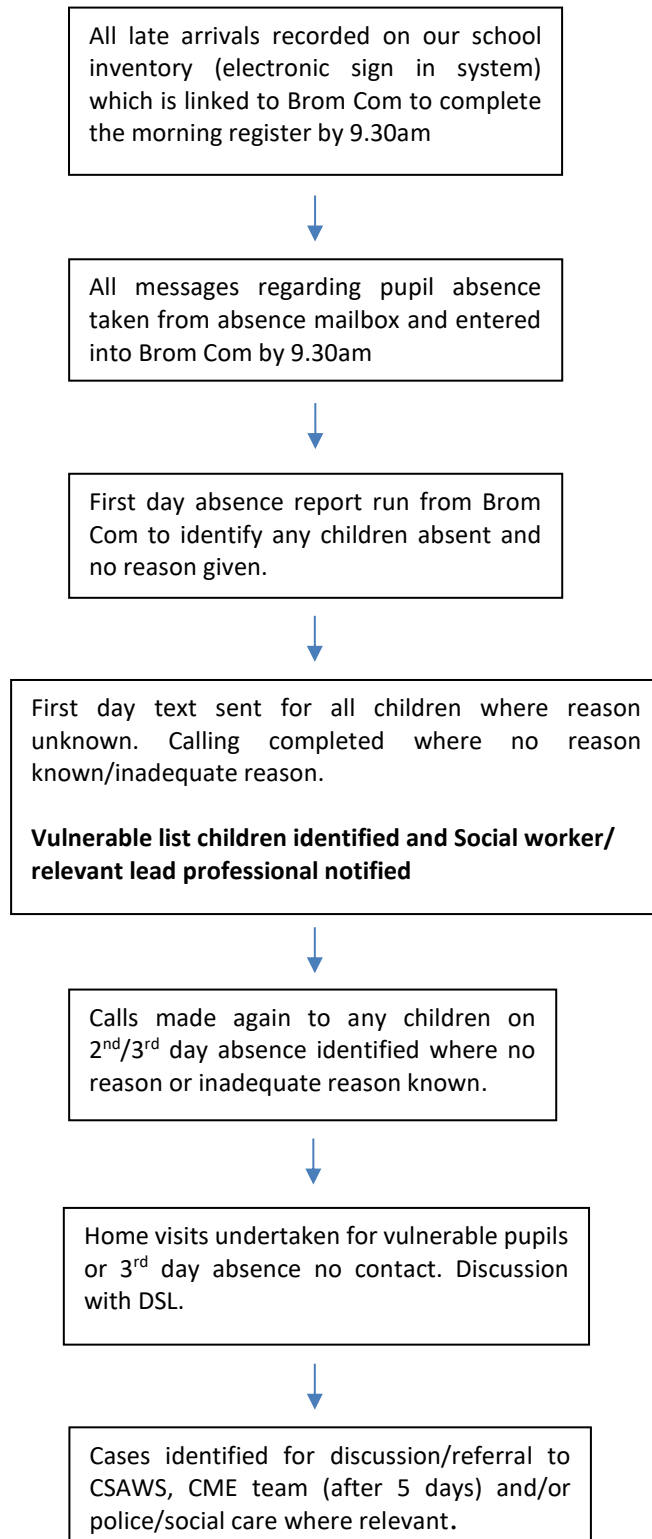 All late arrivals recorded on our school
inventory (electronic sign in system)
which is linked to Brom Com to complete
the morning register by 9.30am
All messages regarding pupil absence
taken from absence mailbox and entered
into Brom Com by 9.30am
First day absence report run from Brom
Com to identify any children absent and
no reason given.
First day text sent for all children where reason
unknown. Calling completed where no reason
known/inadequate reason.
Vulnerable list children identified and Social worker/
relevant lead professional notified
Calls made again to any children on
2nd/3rd day absence identified where no
reason or inadequate reason known.
Home visits undertaken for vulnerable pupils
or 3rd day absence no contact. Discussion
with DSL.
Cases identified for discussion/referral to
CSAWS, CME team (after 5 days) and/or
police/social care where relevant.